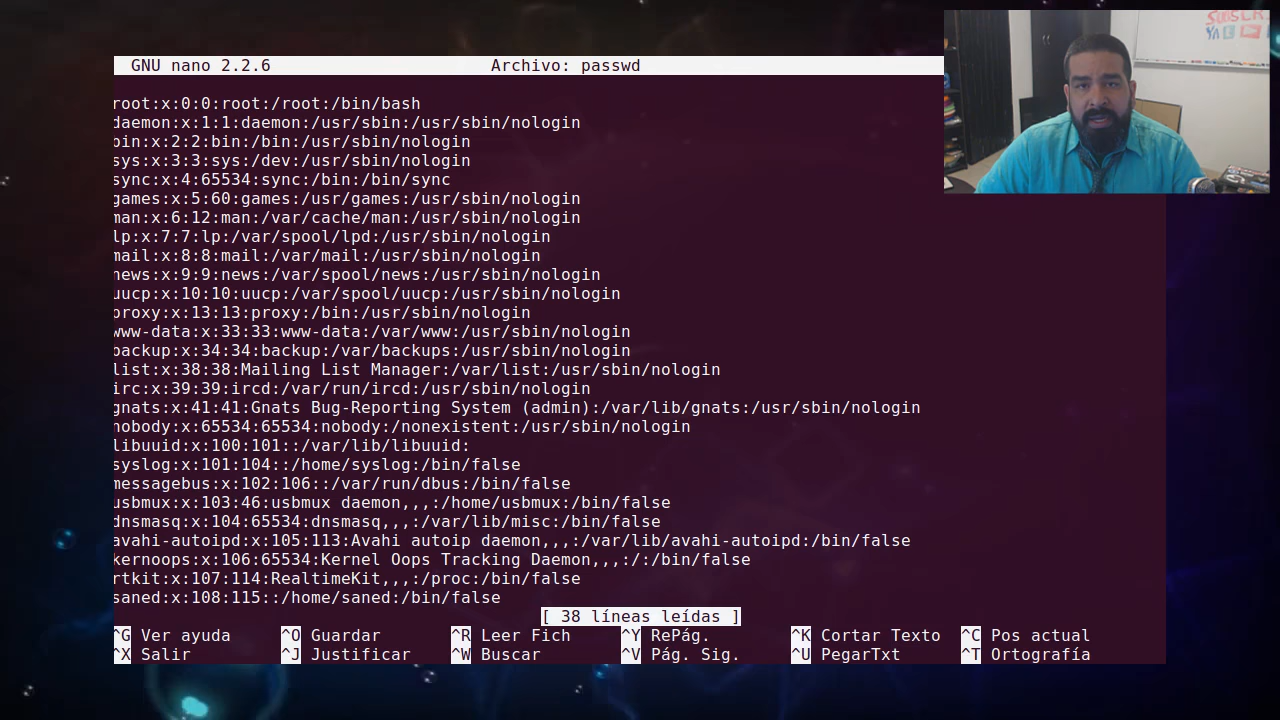 GNU nano 2.2.6 Archivo: passwd
root:x:0:0:root:/root:/bin/bash
daemon:x:1:1:daemon:/usr/sbin:/usr/sbin/nologin
bin:x:2:2:bin:/bin:/usr/sbin/nologin
sys:x:3:3:sys:/dev:/usr/sbin/nologin
sync:x:4:65534:sync:/bin:/bin/sync
games:x:5:60:games:/usr/games:/usr/sbin/nologin
man:x:6:12:man:/var/cache/man:/usr/sbin/nologin
lp:x:7:7:lp:/var/spool/lpd:/usr/sbin/nologin
mail:x:8:8:mail:/var/mail:/usr/sbin/nologin
news:x:9:9:news:/var/spool/news:/usr/sbin/nologin
uucp:x:10:10:uucp:/var/spool/uucp:/usr/sbin/nologin
proxy:x:13:13:proxy:/bin:/usr/sbin/nologin
www-data:x:33:33:www-data:/var/www:/usr/sbin/nologin
backup:x:34:34:backup:/var/backups:/usr/sbin/nologin
list:x:38:38:Mailing List Manager:/var/list:/usr/sbin/nologin
irc:x:39:39:ircd:/var/run/ircd:/usr/sbin/nologin
gnats:x:41:41:Gnats Bug-Reporting System (admin):/var/lib/gnats:/usr/sbin/nologin
nobody:x:65534:65534:nobody:/nonexistent:/usr/sbin/nologin
libuuid:x:100:101::/var/lib/libuuid:
syslog:x:101:104::/home/syslog:/bin/false
messagebus:x:102:106::/var/run/dbus:/bin/false
usbmux:x:103:46:usbmux daemon,,,:/home/usbmux:/bin/false
dnsmasq:x:104:65534:dnsmasq,,,:/var/lib/misc:/bin/false
avahi-autoipd:x:105:113:Avahi autoip daemon,,,:/var/lib/avahi-autoipd:/bin/false
kernoops:x:106:65534:Kernel Oops Tracking Daemon,,,:/:/bin/false
rtkit:x:107:114:RealtimeKit,,,:/proc:/bin/false
saned:x:108:115::/home/saned:/bin/false
[ 38 líneas leídas ]
^G Ver ayuda ^O Guardar ^R Leer Fich ^Y RePág. ^K Cortar Texto ^C Pos actual
^X Salir ^J Justificar ^W Buscar ^V Pág. Sig. ^U PegarTxt ^T Ortografía